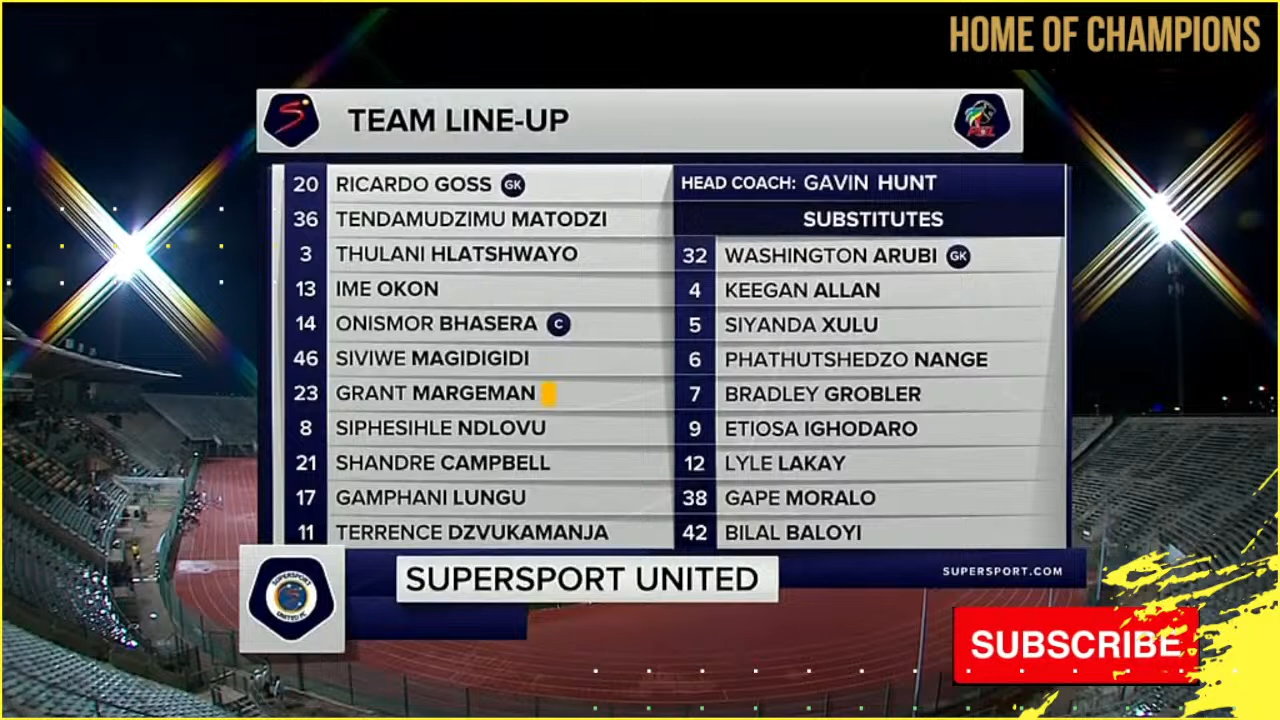 HOME OF CHAMPIONS
TEAM LINE-UP
PSL
20 RICARDO GOSS GK
36 TENDAMUDZIMU MATODZI
3 THULANI HLATSHWAYO
13 IME OKON
14 ONISMOR BHASERA C
46 SIVIWE MAGIDIGIDI
23 GRANT MARGEMAN
8 SIPHESIHLE NDLOVU
21 SHANDRE CAMPBELL
17 GAMPHANI LUNGU
11 TERRENCE DZVUKAMANJA
HEAD COACH: GAVIN HUNT
SUBSTITUTES
32 WASHINGTON ARUBI GK
4 KEEGAN ALLAN
5 SIYANDA XULU
6 PHATHUTSHEDZO NANGE
7 BRADLEY GROBLER
9 ETIOSA IGHODARO
12 LYLE LAKAY
38 GAPE MORALO
42 BILAL BALOYI
SUPERSPORT
UNITED FC
SUPERSPORT UNITED
SUPERSPORT.COM
SUBSCRIBE